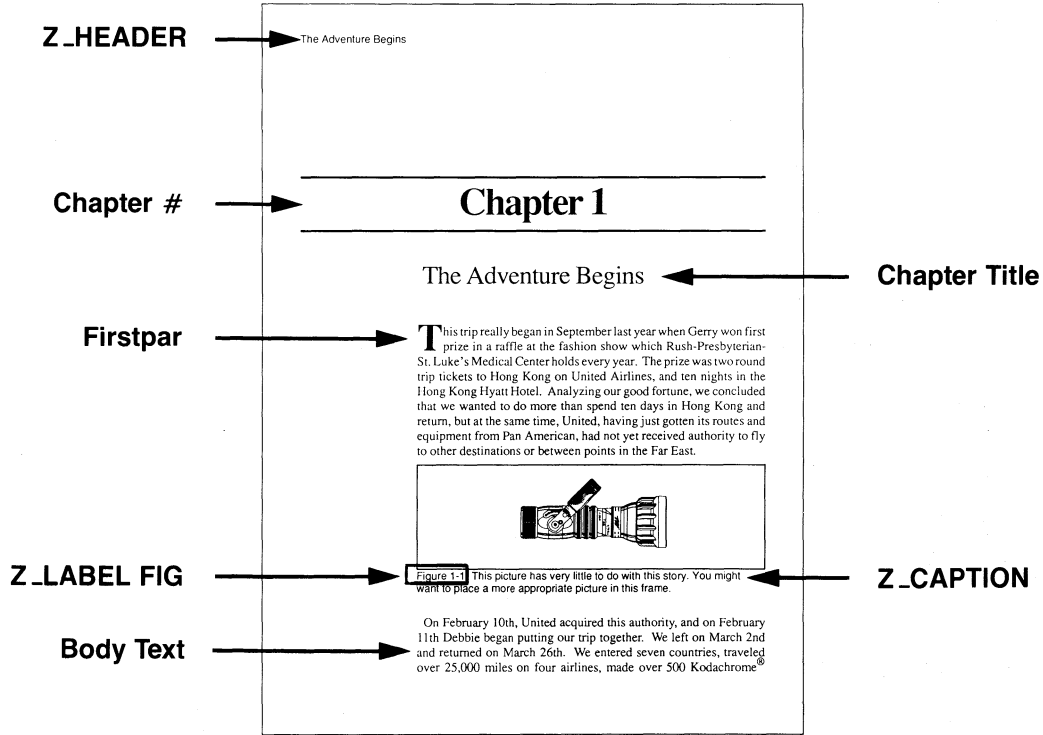 Z_HEADER
The Adventure Begins
Chapter #
Chapter 1
The Adventure Begins
Chapter Title
Firstpar
This trip really began in September last year when Gerry won first
prize in a raffle at the fashion show which Rush-Presbyterian-
St. Luke's Medical Center holds every year. The prize was two round
trip tickets to Hong Kong on United Airlines, and ten nights in the
Hong Kong Hyatt Hotel. Analyzing our good fortune, we concluded
that we wanted to do more than spend ten days in Hong Kong and
return, but at the same time, United, having just gotten its routes and
equipment from Pan American, had not yet received authority to fly
to other destinations or between points in the Far East.
Z_LABEL FIG
Figure 1-1 This picture has very little to do with this story. You might
want to place a more appropriate picture in this frame.
Z_CAPTION
Body Text
On February 10th, United acquired this authority, and on February
11th Debbie began putting our trip together. We left on March 2nd
and returned on March 26th. We entered seven countries, traveled
over 25,000 miles on four airlines, made over 500 Kodachrome®